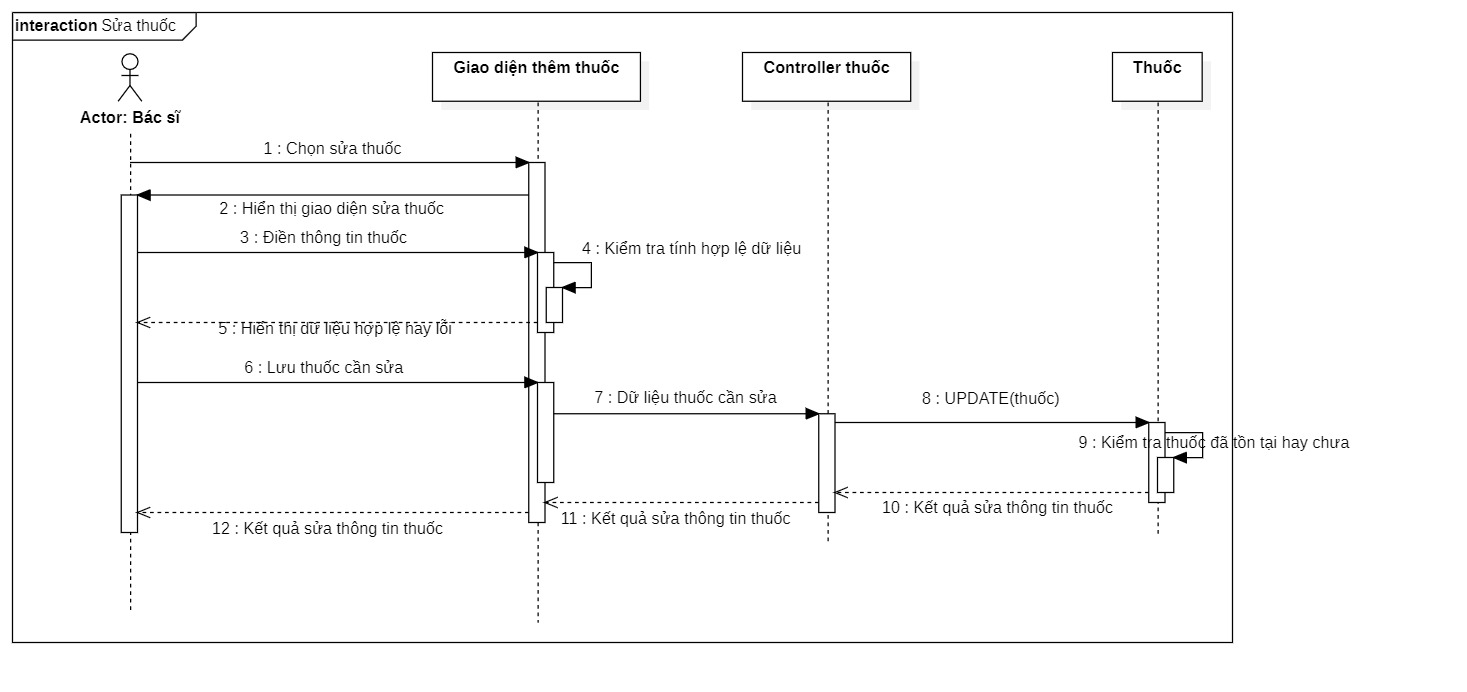 interaction Sửa thuốc
Actor: Bác sĩ
Giao diện thêm thuốc
Controller thuốc
Thuốc
1 : Chọn sửa thuốc
2 : Hiển thị giao diện sửa thuốc
3 : Điền thông tin thuốc
4 : Kiểm tra tính hợp lệ dữ liệu
5 : Hiển thị dữ liệu hợp lệ hay lỗi
6 : Lưu thuốc cần sửa
7 : Dữ liệu thuốc cần sửa
8 : UPDATE(thuốc)
9 : Kiểm tra thuốc đã tồn tại hay chưa
10 : Kết quả sửa thông tin thuốc
11 : Kết quả sửa thông tin thuốc
12 : Kết quả sửa thông tin thuốc